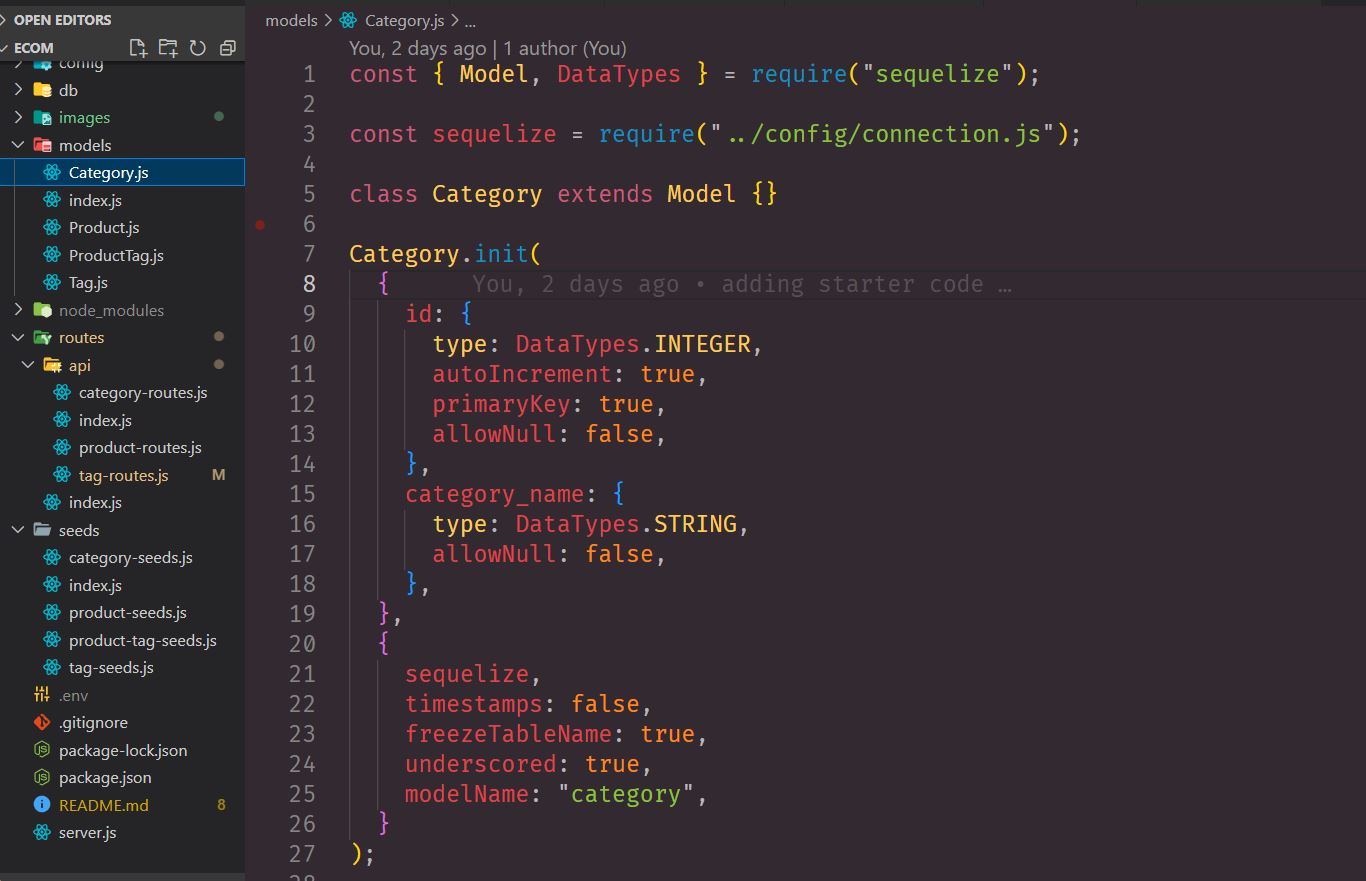 OPEN EDITORS
ECOM
config
db
images
models
Category.js
index.js
Product.js
ProductTag.js
Tag.js
node_modules
routes
api
category-routes.js
index.js
product-routes.js
tag-routes.js M
index.js
seeds
category-seeds.js
index.js
product-seeds.js
product-tag-seeds.js
tag-seeds.js
.env
.gitignore
package-lock.json
package.json
README.md 8
server.js
models > Category.js > ...
You, 2 days ago | 1 author (You)
1 const { Model, DataTypes } = require("sequelize");
2
3 const sequelize = require("../config/connection.js");
4
5 class Category extends Model {}
6
7 Category.init(
8   { You, 2 days ago • adding starter code …
9     id: {
10       type: DataTypes.INTEGER,
11       autoIncrement: true,
12       primaryKey: true,
13       allowNull: false,
14     },
15     category_name: {
16       type: DataTypes.STRING,
17       allowNull: false,
18     },
19   },
20   {
21     sequelize,
22     timestamps: false,
23     freezeTableName: true,
24     underscored: true,
25     modelName: "category",
26   }
27 );
28